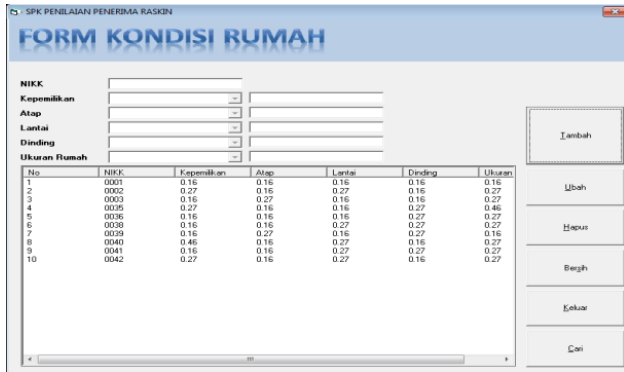 - SPK PENILAIAN PENERIMA RASKIN
FORM KONDISI RUMAH
NIKK
Kepemilikan
Atap
Lantai
Dinding
Ukuran Rumah
No NIKK Kepemilikan Atap Lantai Dinding Ukuran
1 0001 0.16 0.16 0.16 0.16 0.16
2 0002 0.27 0.16 0.27 0.16 0.27
3 0003 0.16 0.27 0.16 0.16 0.27
4 0035 0.27 0.16 0.16 0.27 0.46
5 0036 0.16 0.16 0.16 0.27 0.27
6 0038 0.16 0.16 0.27 0.16 0.27
7 0039 0.16 0.27 0.16 0.27 0.16
8 0040 0.46 0.16 0.27 0.16 0.27
9 0041 0.16 0.16 0.16 0.27 0.27
10 0042 0.27 0.16 0.27 0.16 0.27
Tambah
Ubah
Hapus
Bersih
Keluar
Cari